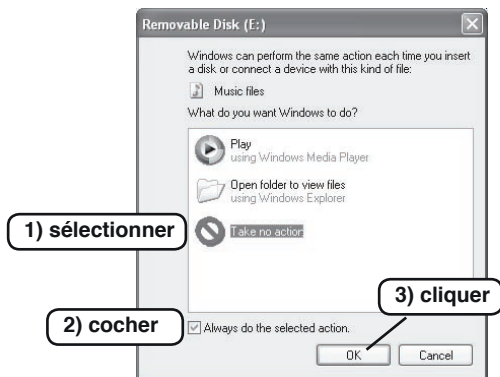 Removable Disk (E:)
Windows can perform the same action each time you insert
a disk or connect a device with this kind of file:
Music files
What do you want Windows to do?
Play
using Windows Media Player
Open folder to view files
using Windows Explorer
1) sélectionner
Take no action
3) cliquer
2) cocher
Always do the selected action.
OK
Cancel